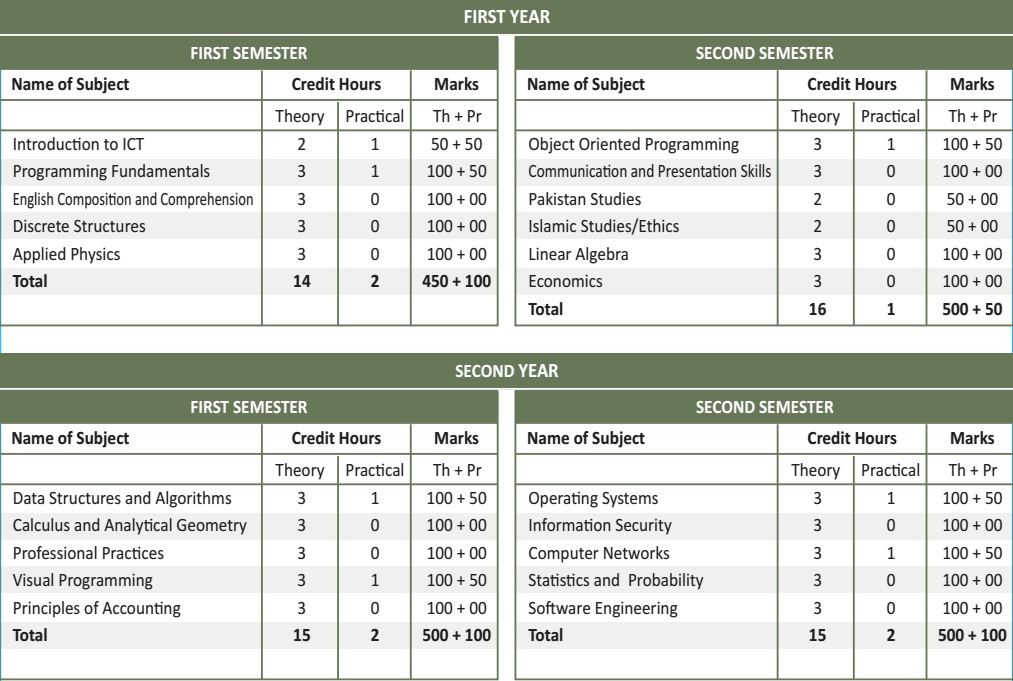 FIRST YEAR
FIRST SEMESTER
Name of Subject Credit Hours Marks
Theory Practical Th + Pr
Introduction to ICT 2 1 50 + 50
Programming Fundamentals 3 1 100 + 50
English Composition and Comprehension 3 0 100 + 00
Discrete Structures 3 0 100 + 00
Applied Physics 3 0 100 + 00
Total 14 2 450 + 100
SECOND SEMESTER
Name of Subject Credit Hours Marks
Theory Practical Th + Pr
Object Oriented Programming 3 1 100 + 50
Communication and Presentation Skills 3 0 100 + 00
Pakistan Studies 2 0 50 + 00
Islamic Studies/Ethics 2 0 50 + 00
Linear Algebra 3 0 100 + 00
Economics 3 0 100 + 00
Total 16 1 500 + 50
SECOND YEAR
FIRST SEMESTER
Name of Subject Credit Hours Marks
Theory Practical Th + Pr
Data Structures and Algorithms 3 1 100 + 50
Calculus and Analytical Geometry 3 0 100 + 00
Professional Practices 3 0 100 + 00
Visual Programming 3 1 100 + 50
Principles of Accounting 3 0 100 + 00
Total 15 2 500 + 100
SECOND SEMESTER
Name of Subject Credit Hours Marks
Theory Practical Th + Pr
Operating Systems 3 1 100 + 50
Information Security 3 0 100 + 00
Computer Networks 3 1 100 + 50
Statistics and Probability 3 0 100 + 00
Software Engineering 3 0 100 + 00
Total 15 2 500 + 100